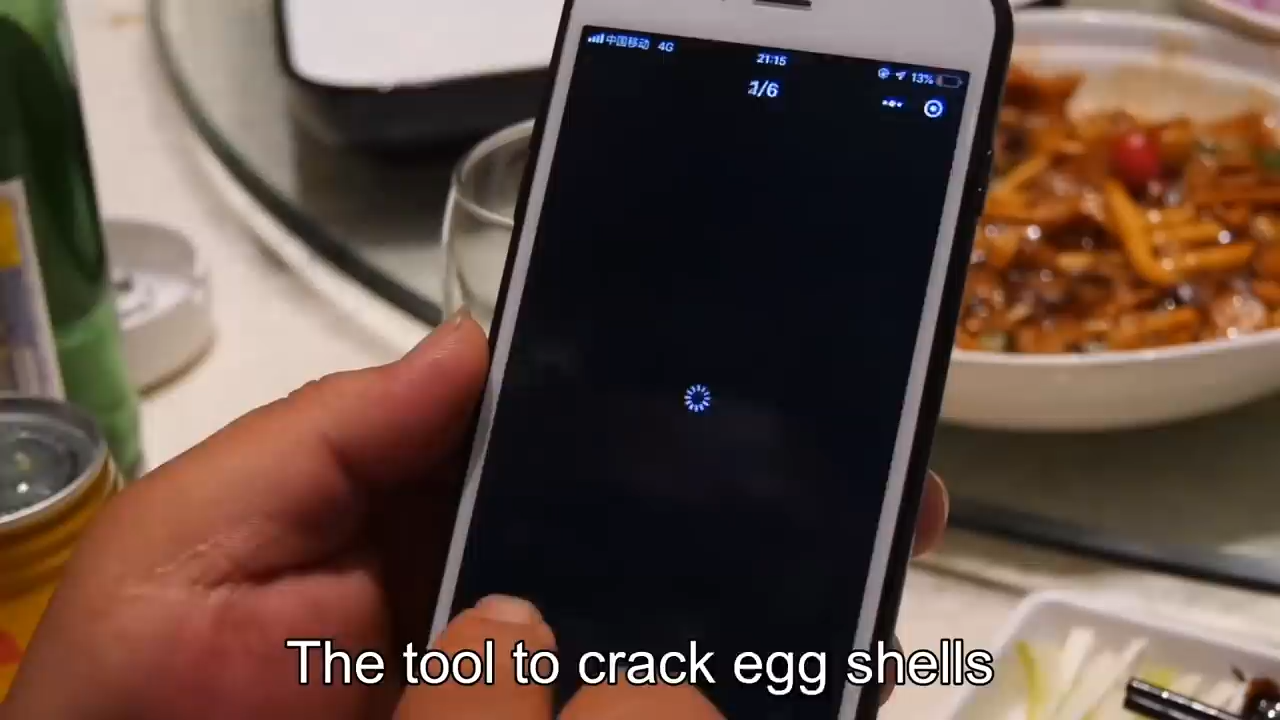 中国移动 4G
21:15
13%
1/6
The tool to crack egg shells